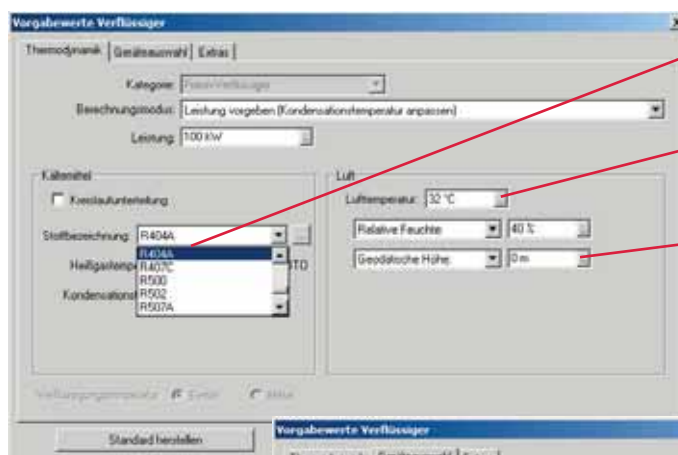 Vorgabewerte Verflüssiger
Thermodynamik Geräteauswahl Extras
Kategorie:
Berechnungsmodus: Leistung vorgeben (Kondensationstemperatur anpassen)
Leistung: 100 kW
Kältemittel
Kreislaufunterteilung
Stoffbezeichnung: R404A
R404A
R407C
R500
R502
R507A
Luft
Lufttemperatur: 32 °C
Relative Feuchte 40 %
Geodätische Höhe: 0 m
Standard herstellen
Vorgabewerte Verflüssiger